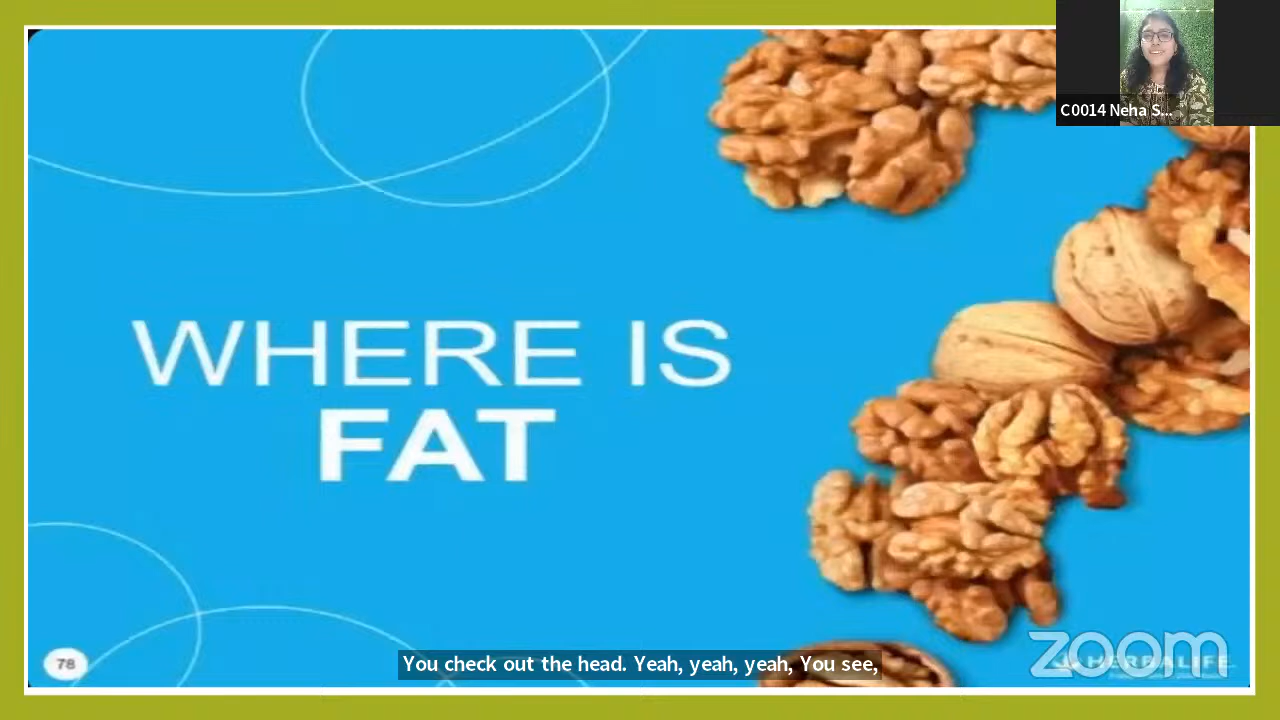 C0014 Neha S...
WHERE IS
FAT
78
You check out the head. Yeah, yeah, yeah, You see,
zoom
HERBALIFE